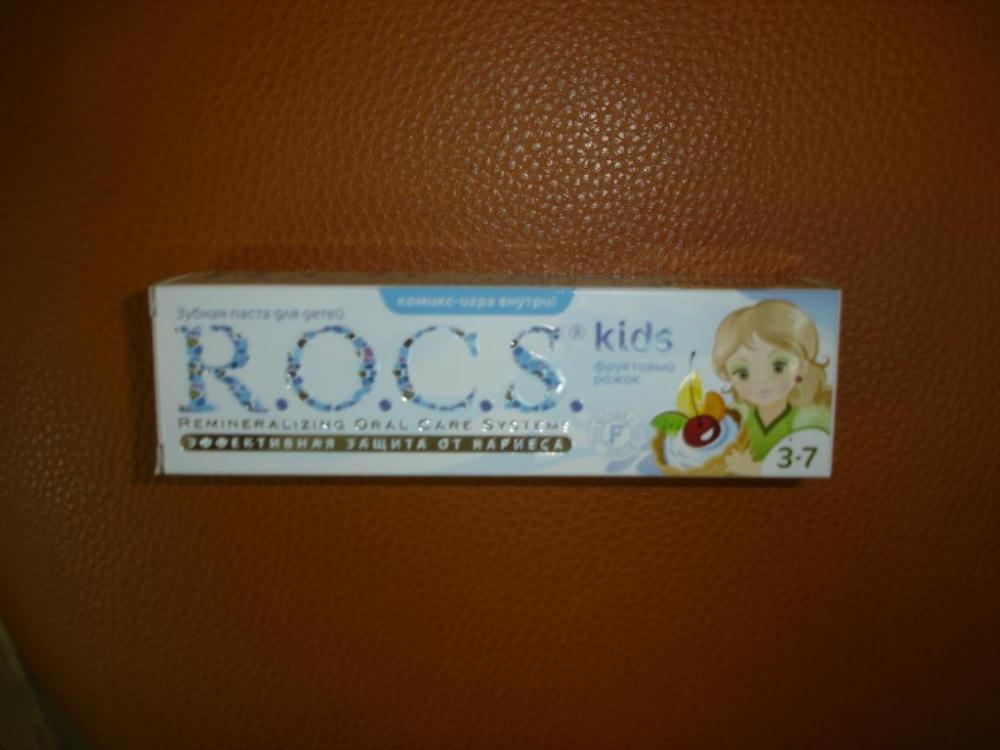 комикс-игра внутри!
Зубная паста для детей
R.O.C.S.® kids
фруктовый
рожок
REMINERALIZING ORAL CARE SYSTEMS
ЭФФЕКТИВНАЯ ЗАЩИТА ОТ КАРИЕСА
F
3-7